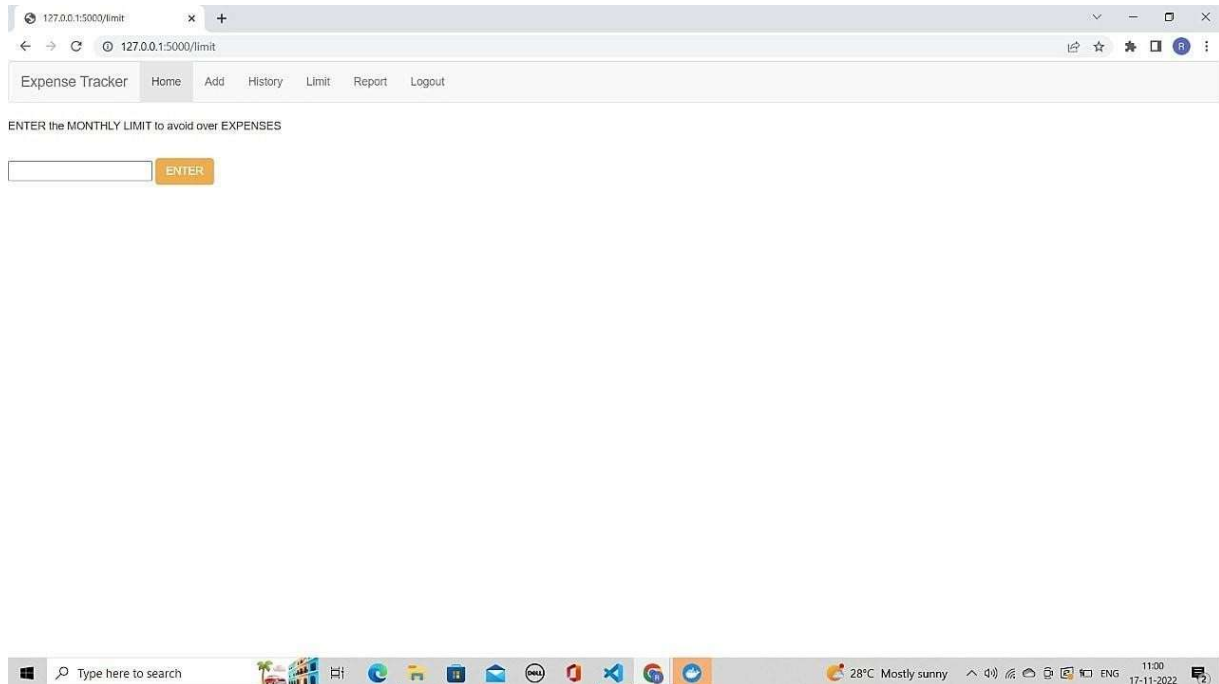 127.0.0.1:5000/limit
127.0.0.1:5000/limit
R
Expense Tracker Home Add History Limit Report Logout
ENTER the MONTHLY LIMIT to avoid over EXPENSES
ENTER
Type here to search DELL 28°C Mostly sunny ENG 11:00
17-11-2022 2